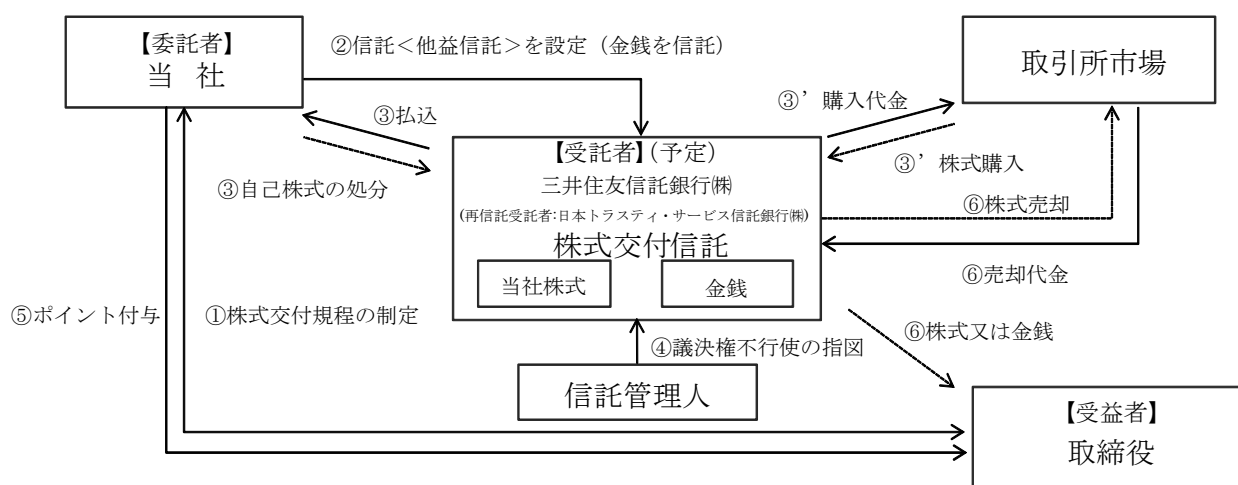 【委託者】
当　社
②信託＜他益信託＞を設定（金銭を信託）
取引所市場
③払込
③’購入代金
【受託者】（予定）
三井住友信託銀行㈱
(再信託受託者:日本トラスティ・サービス信託銀行㈱)
株式交付信託
当社株式
金銭
③自己株式の処分
③’株式購入
⑥株式売却
⑥売却代金
⑤ポイント付与
①株式交付規程の制定
⑥株式又は金銭
④議決権不行使の指図
信託管理人
【受益者】
取締役